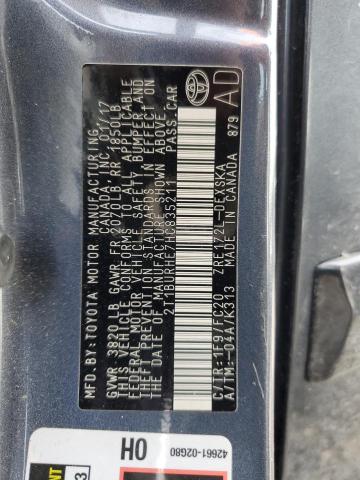 MFD.BY:TOYOTA MOTOR MANUFACTURING
CANADA, INC. 01/17
GVWR 3820LB GAWR FR 2070LB RR 1850LB
THIS VEHICLE CONFORMS TO ALL APPLICABLE
FEDERAL MOTOR VEHICLE SAFETY, BUMPER AND
THEFT PREVENTION STANDARDS IN EFFECT ON
THE DATE OF MANUFACTURE SHOWN ABOVE.
2T1BURHE7HC835211 PASS.CAR
C/TR:1F9/FC20 ZRE172L-DEXSKA
A/TM:-04A/K313 MADE IN CANADA 879
TOYOTA
AD
42661-02G80
OH
3